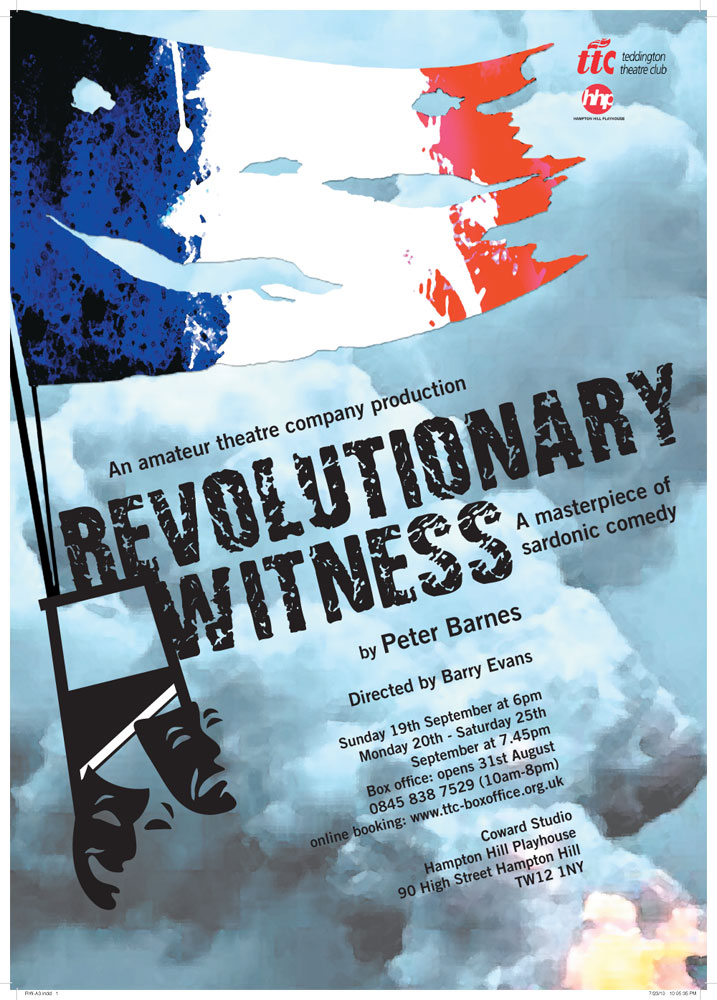 ttc teddington
theatre club
hhp
HAMPTON HILL PLAYHOUSE
An amateur theatre company production
REVOLUTIONARY
WITNESS
A masterpiece of
sardonic comedy
by Peter Barnes
Directed by Barry Evans
Sunday 19th September at 6pm
Monday 20th - Saturday 25th
September at 7.45pm
Box office: opens 31st August
0845 838 7529 (10am-8pm)
online booking: www.ttc-boxoffice.org.uk
Coward Studio
Hampton Hill Playhouse
90 High Street Hampton Hill
TW12 1NY